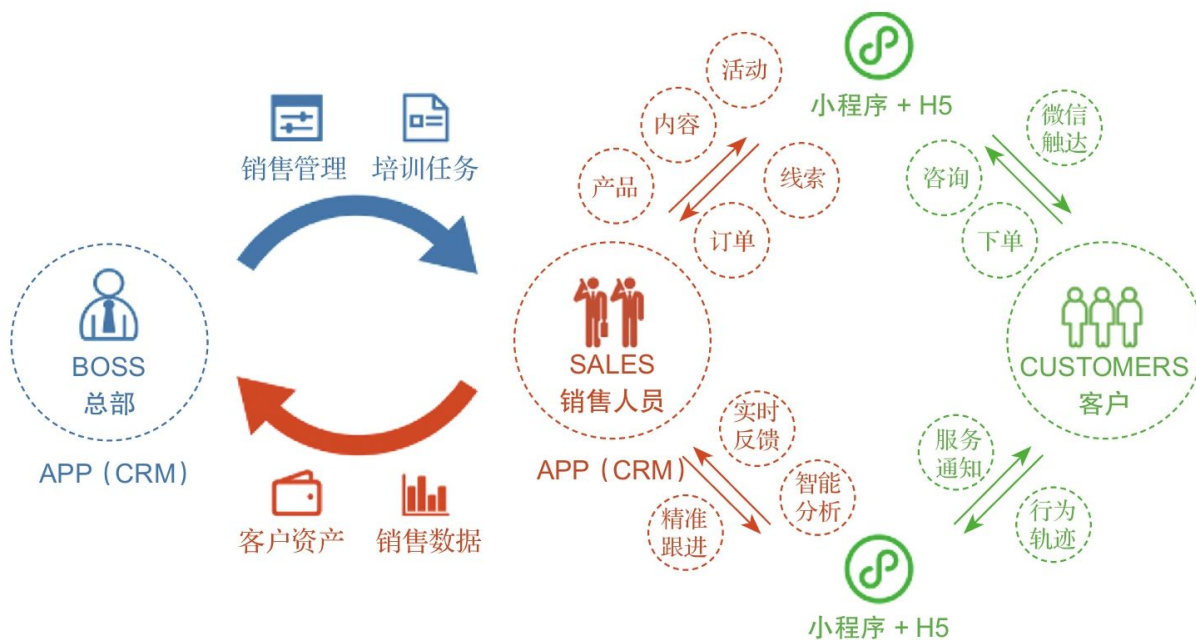 活动
小程序 + H5
内容
微信
触达
销售管理
培训任务
产品
线索
咨询
订单
下单
BOSS
总部
APP（CRM）
SALES
销售人员
APP（CRM）
CUSTOMERS
客户
实时
反馈
服务
通知
智能
分析
精准
跟进
行为
轨迹
客户资产
销售数据
小程序 + H5